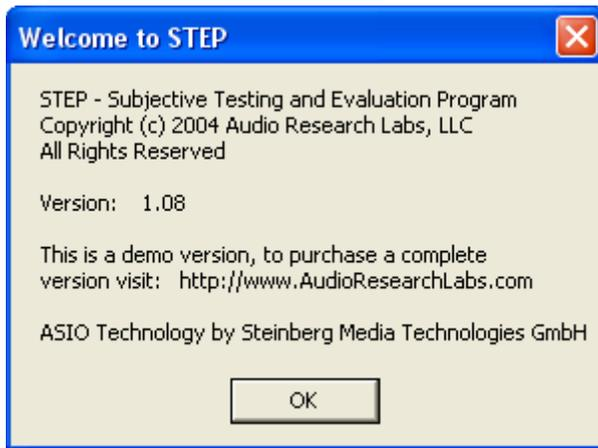 Welcome to STEP
STEP - Subjective Testing and Evaluation Program
Copyright (c) 2004 Audio Research Labs, LLC
All Rights Reserved
Version: 1.08
This is a demo version, to purchase a complete
version visit: http://www.AudioResearchLabs.com
ASIO Technology by Steinberg Media Technologies GmbH
OK